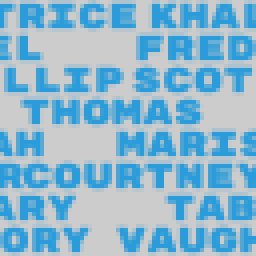 TRICE KHAL
EL FRED
LLIP SCOT
THOMAS
AH MARIS
RCOURTNEY
ARY TAB
ORY VAUGH